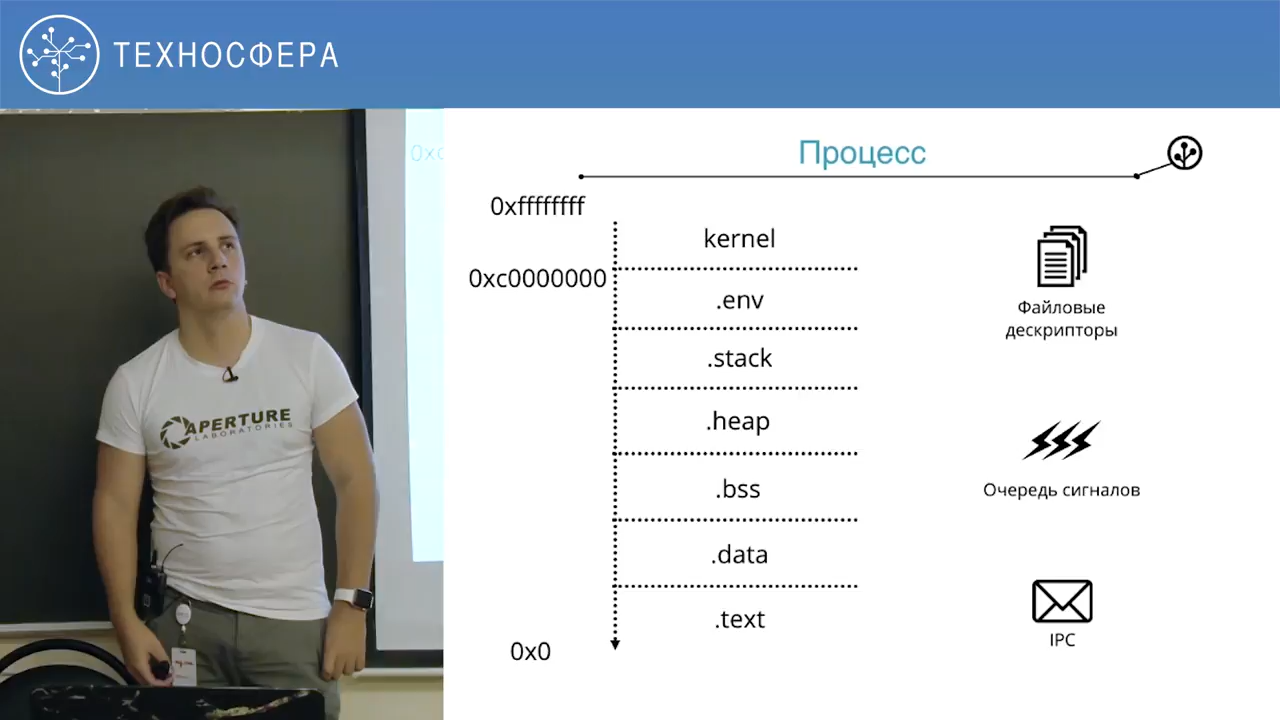 ТЕХНОСФЕРА
0xc
APERTURE
LABORATORIES
Процесс
0xffffffff
kernel
0xc0000000
.env
.stack
.heap
.bss
.data
.text
0x0
Файловые
дескрипторы
Очередь сигналов
IPC